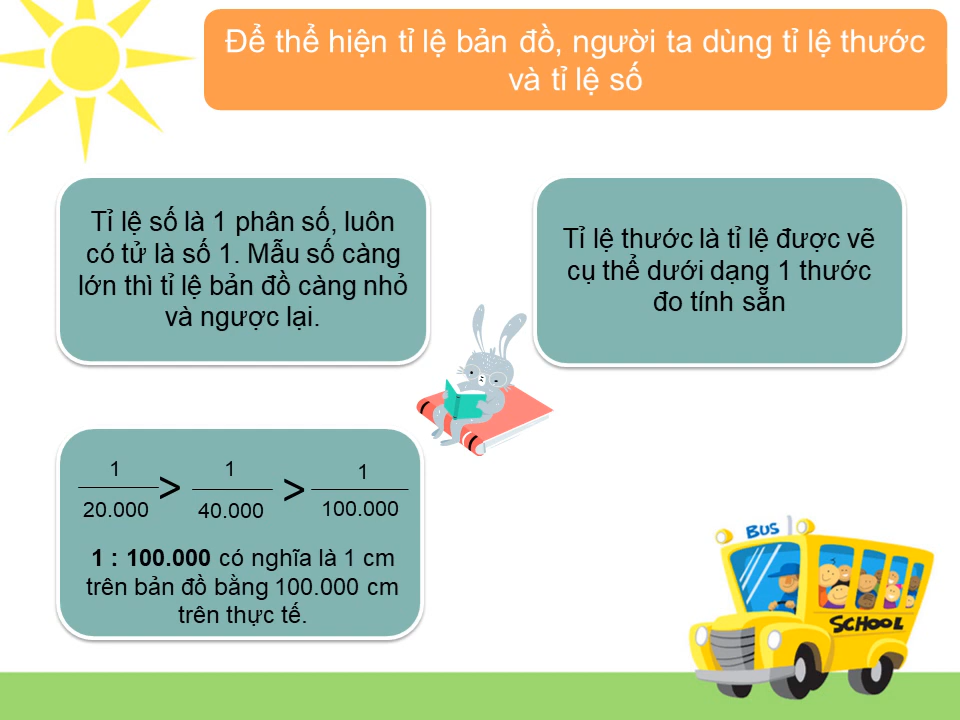 Để thể hiện tỉ lệ bản đồ, người ta dùng tỉ lệ thước
và tỉ lệ số
Tỉ lệ số là 1 phân số, luôn
có tử là số 1. Mẫu số càng
lớn thì tỉ lệ bản đồ càng nhỏ
và ngược lại.
Tỉ lệ thước là tỉ lệ được vẽ
cụ thể dưới dạng 1 thước
đo tính sẵn
1/20.000 > 1/40.000 > 1/100.000
1 : 100.000 có nghĩa là 1 cm
trên bản đồ bằng 100.000 cm
trên thực tế.
BUS
SCHOOL